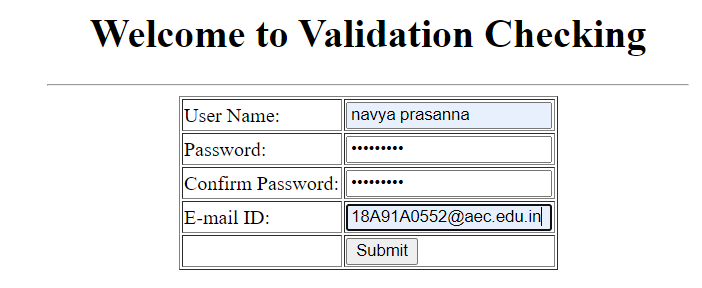 Welcome to Validation Checking
User Name: navya prasanna
Password: •••••••••
Confirm Password: •••••••••
E-mail ID: 18A91A0552@aec.edu.in
Submit